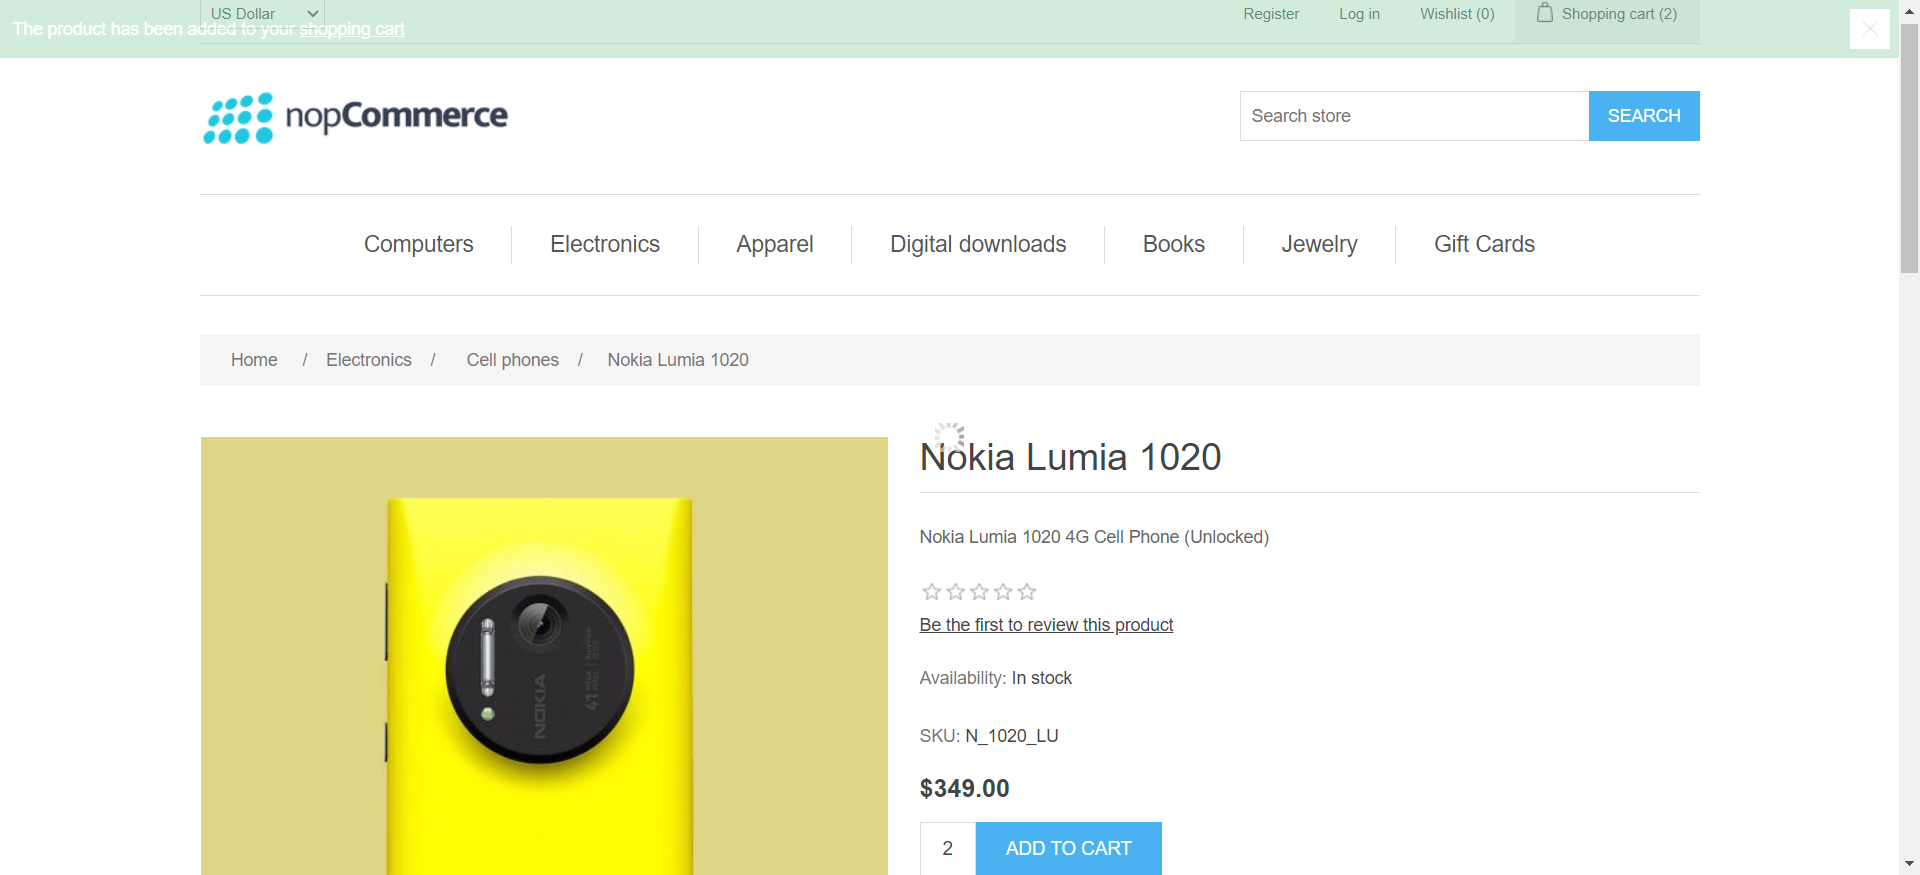 US Dollar
Register
Log in
Wishlist (0)
Shopping cart (2)
The product has been added to your shopping cart
nopCommerce
Search store
SEARCH
Computers
Electronics
Apparel
Digital downloads
Books
Jewelry
Gift Cards
Home / Electronics / Cell phones / Nokia Lumia 1020
Nokia Lumia 1020
Nokia Lumia 1020 4G Cell Phone (Unlocked)
Be the first to review this product
Availability: In stock
SKU: N_1020_LU
$349.00
2
ADD TO CART
NOKIA
41